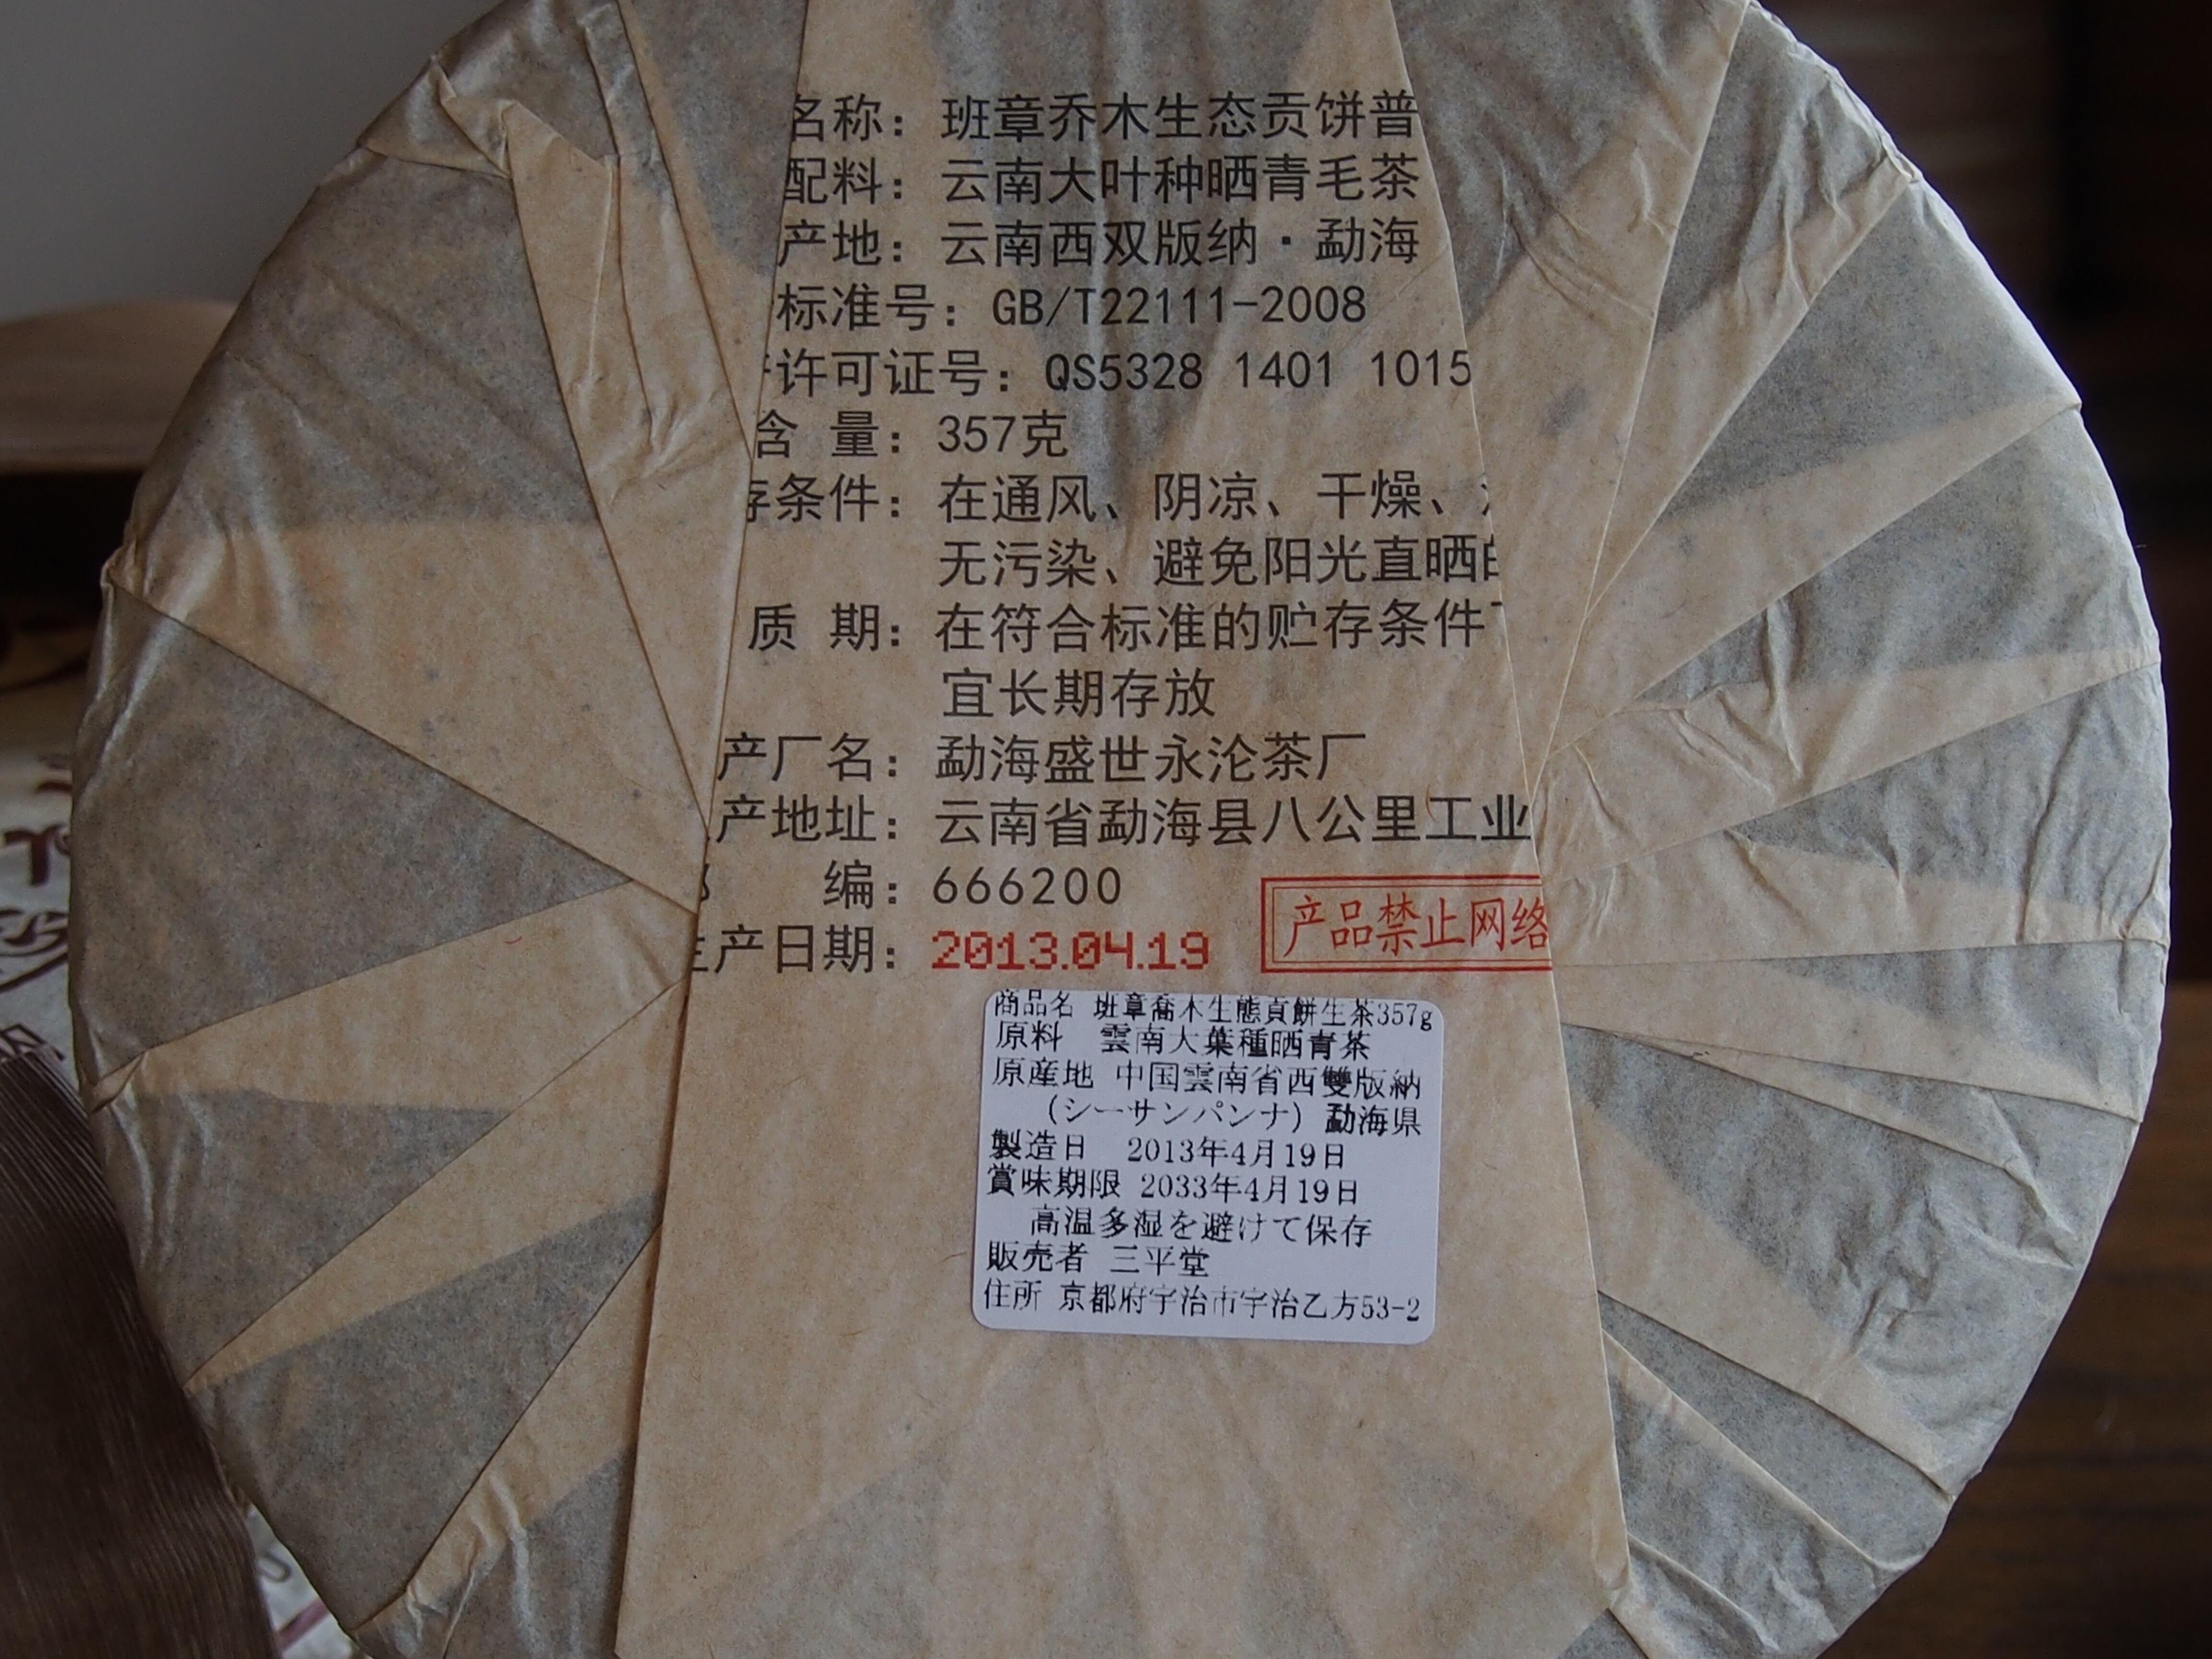 名称：班章乔木生态贡饼普
配料：云南大叶种晒青毛茶
产地：云南西双版纳·勐海
标准号：GB/T22111-2008
许可证号：QS5328 1401 1015
含 量：357克
存条件：在通风、阴凉、干燥、
无污染、避免阳光直晒的
质 期：在符合标准的贮存条件下
宜长期存放
产厂名：勐海盛世永沦茶厂
产地址：云南省勐海县八公里工业
编：666200
生产日期：2013.04.19
产品禁止网络
商品名 班章喬木生態貢餅生茶357g
原料 雲南大葉種晒青茶
原産地 中国雲南省西雙版納
(シーサンパンナ) 勐海県
製造日 2013年4月19日
賞味期限 2033年4月19日
高温多湿を避けて保存
販売者 三平堂
住所 京都府宇治市宇治乙方53-2